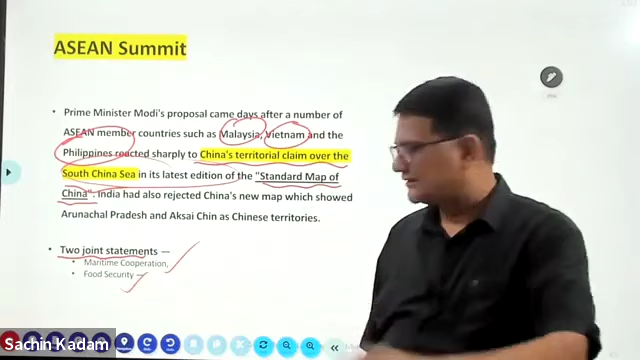 ASEAN Summit
• Prime Minister Modi's proposal came days after a number of
ASEAN member countries such as Malaysia, Vietnam and the
Philippines reacted sharply to China's territorial claim over the
South China Sea in its latest edition of the "Standard Map of
China". India had also rejected China's new map which showed
Arunachal Pradesh and Aksai Chin as Chinese territories.
• Two joint statements –
• Maritime Cooperation,
• Food Security –
Sachin Kadam